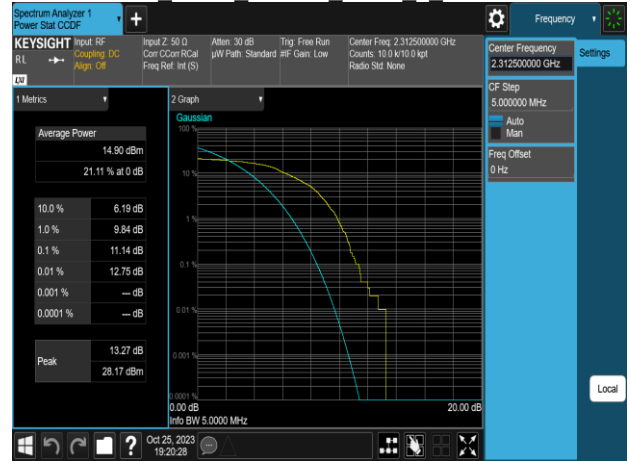 Spectrum Analyzer 1
Power Stat CCDF
Frequency
KEYSIGHT
Input: RF
Coupling: DC
Align: Off
Input Z: 50 Ω
Corr CCorr RCal
Freq Ref: Int (S)
Atten: 30 dB
µW Path: Standard
Trig: Free Run
#IF Gain: Low
Center Freq: 2.312500000 GHz
Counts: 10.0 k/10.0 kpt
Radio Std: None
R L
LXI
Center Frequency
2.312500000 GHz
Settings
CF Step
5.000000 MHz
Auto
Man
Freq Offset
0 Hz
1 Metrics
2 Graph
Average Power
14.90 dBm
21.11 % at 0 dB
10.0 % 6.19 dB
1.0 % 9.84 dB
0.1 % 11.14 dB
0.01 % 12.75 dB
0.001 % --- dB
0.0001 % --- dB
Peak
13.27 dB
28.17 dBm
Gaussian
100 %
10 %
1 %
0.1 %
0.01 %
0.001 %
0.0001 %
0.00 dB
20.00 dB
Info BW 5.0000 MHz
Local
?
Oct 25, 2023
19:20:28